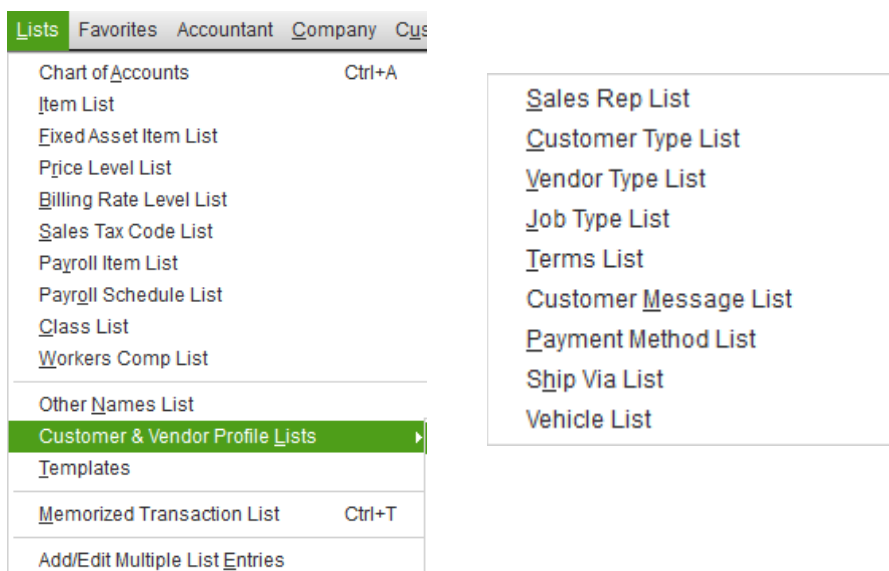 Lists Favorites Accountant Company Cus
Chart of Accounts Ctrl+A
Item List
Fixed Asset Item List
Price Level List
Billing Rate Level List
Sales Tax Code List
Payroll Item List
Payroll Schedule List
Class List
Workers Comp List
Other Names List
Customer & Vendor Profile Lists
Templates
Memorized Transaction List Ctrl+T
Add/Edit Multiple List Entries
Sales Rep List
Customer Type List
Vendor Type List
Job Type List
Terms List
Customer Message List
Payment Method List
Ship Via List
Vehicle List